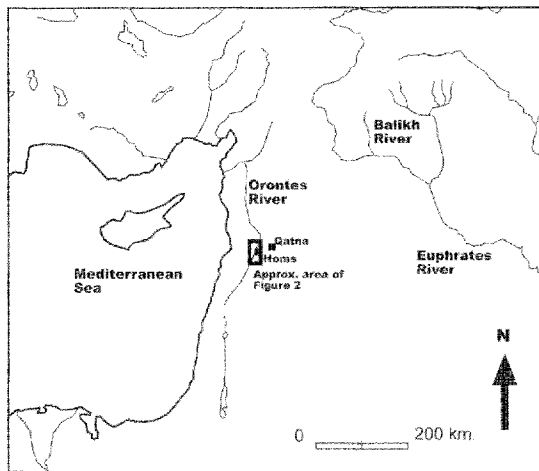 Balikh
River
Orontes
River
Qatna
Homs
Approx. area of
Figure 2
Mediterranean
Sea
Euphrates
River
N
0
200 km.